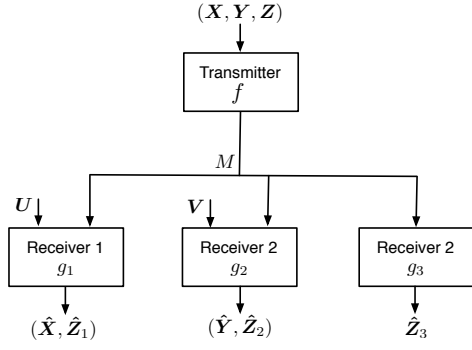 (X, Y, Z)
Transmitter
f
M
U
V
Receiver 1
g₁
Receiver 2
g₂
Receiver 2
g₃
(X̂, Ẑ₁)
(Ŷ, Ẑ₂)
Ẑ₃